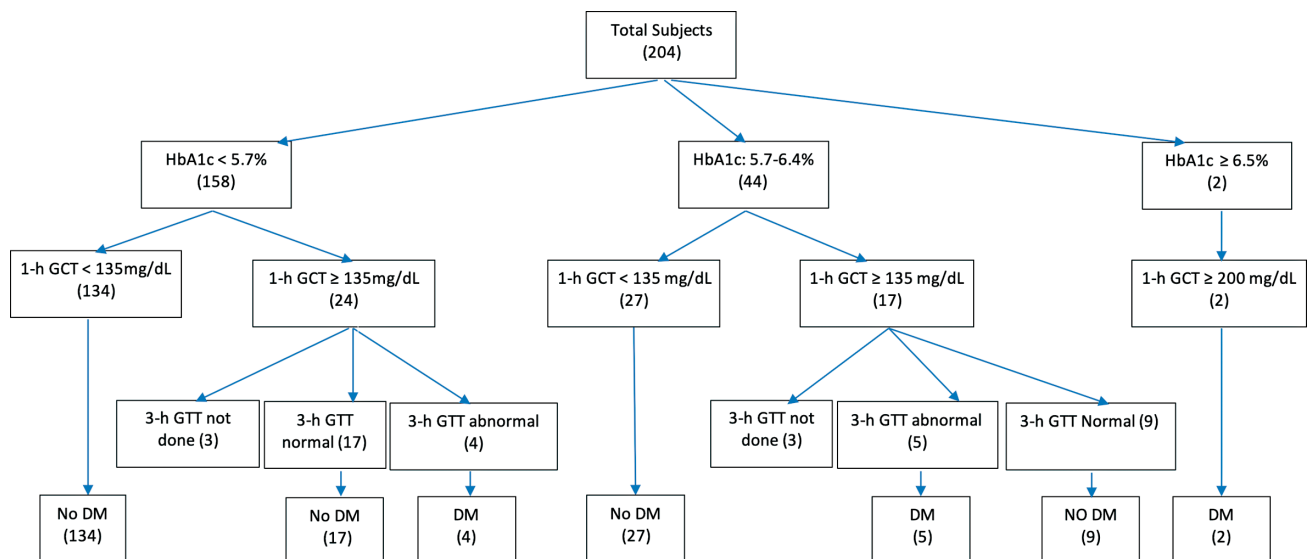 Total Subjects
(204)
HbA1c < 5.7%
(158)
HbA1c: 5.7-6.4%
(44)
HbA1c ≥ 6.5%
(2)
1-h GCT < 135mg/dL
(134)
1-h GCT ≥ 135mg/dL
(24)
1-h GCT < 135 mg/dL
(27)
1-h GCT ≥ 135 mg/dL
(17)
1-h GCT ≥ 200 mg/dL
(2)
3-h GTT not
done (3)
3-h GTT
normal (17)
3-h GTT abnormal
(4)
3-h GTT not
done (3)
3-h GTT abnormal
(5)
3-h GTT Normal (9)
No DM
(134)
No DM
(17)
DM
(4)
No DM
(27)
DM
(5)
NO DM
(9)
DM
(2)